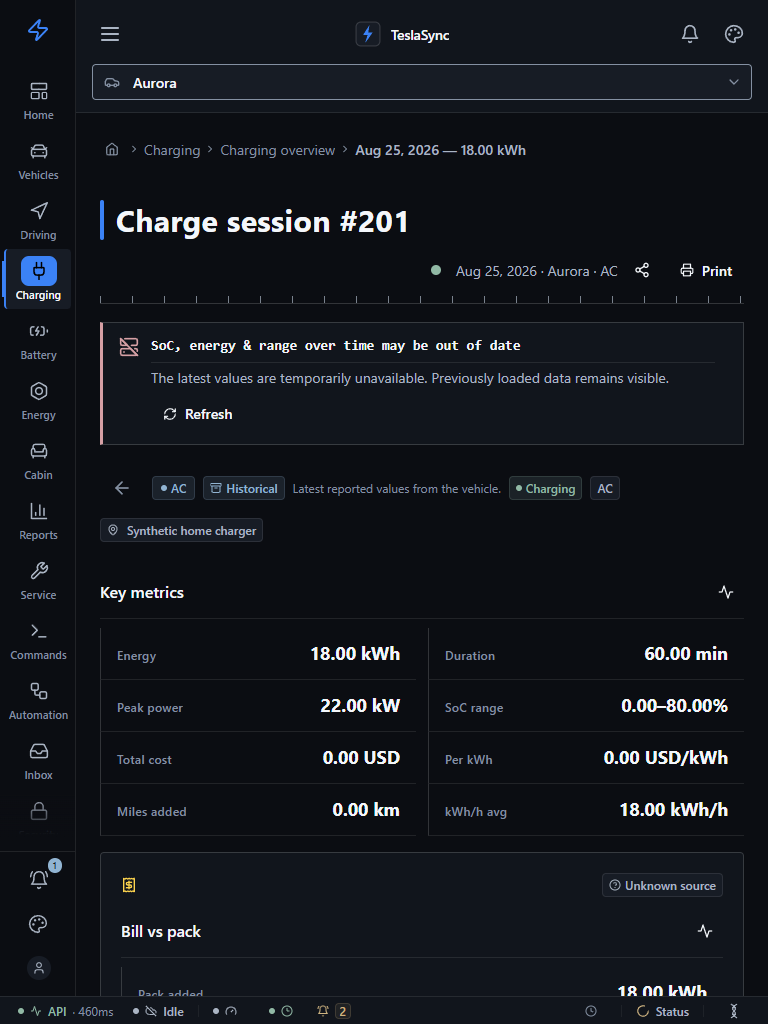 TeslaSync
Aurora
Home
Vehicles
Driving
Charging
Battery
Energy
Cabin
Reports
Service
Commands
Automation
Inbox
1
Charging > Charging overview > Aug 25, 2026 — 18.00 kWh
Charge session #201
Aug 25, 2026 · Aurora · AC
Print
SoC, energy & range over time may be out of date
The latest values are temporarily unavailable. Previously loaded data remains visible.
Refresh
AC Historical Latest reported values from the vehicle. Charging AC
Synthetic home charger
Key metrics
Energy 18.00 kWh Duration 60.00 min
Peak power 22.00 kW SoC range 0.00–80.00%
Total cost 0.00 USD Per kWh 0.00 USD/kWh
Miles added 0.00 km kWh/h avg 18.00 kWh/h
Unknown source
Bill vs pack
Pack added 18.00 kWh
API · 460ms Idle 2 Status